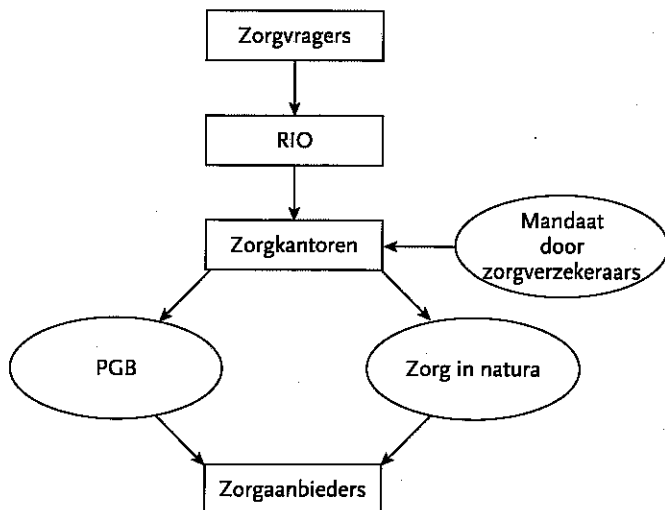 Zorgvragers
RIO
Zorgkantoren
Mandaat
door
zorgverzekeraars
PGB
Zorg in natura
Zorgaanbieders